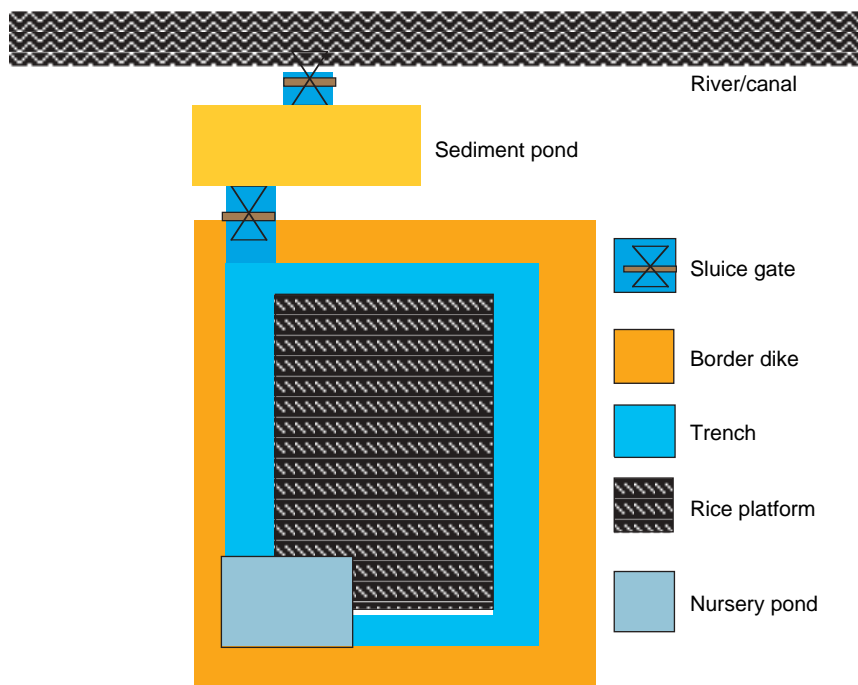 River/canal
Sediment pond
Sluice gate
Border dike
Trench
Rice platform
Nursery pond